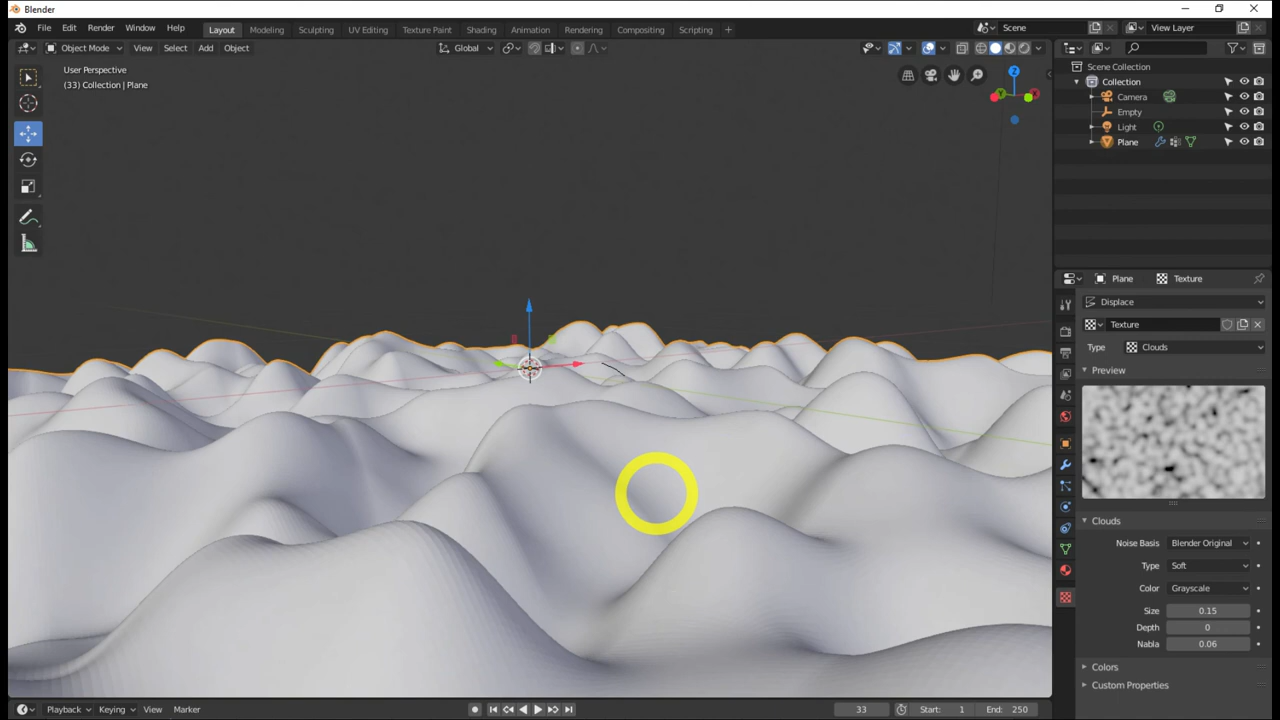 Blender
File Edit Render Window Help
Layout Modeling Sculpting UV Editing Texture Paint Shading Animation Rendering Compositing Scripting +
Scene
View Layer
Object Mode View Select Add Object
Global
User Perspective
(33) Collection | Plane
Z
Scene Collection
Collection
Camera
Empty
Light
Plane
Plane Texture
Displace
Texture
Type Clouds
Preview
Clouds
Noise Basis Blender Original
Type Soft
Color Grayscale
Size 0.15
Depth 0
Nabla 0.06
Colors
Custom Properties
Playback Keying View Marker
33 Start: 1 End: 250